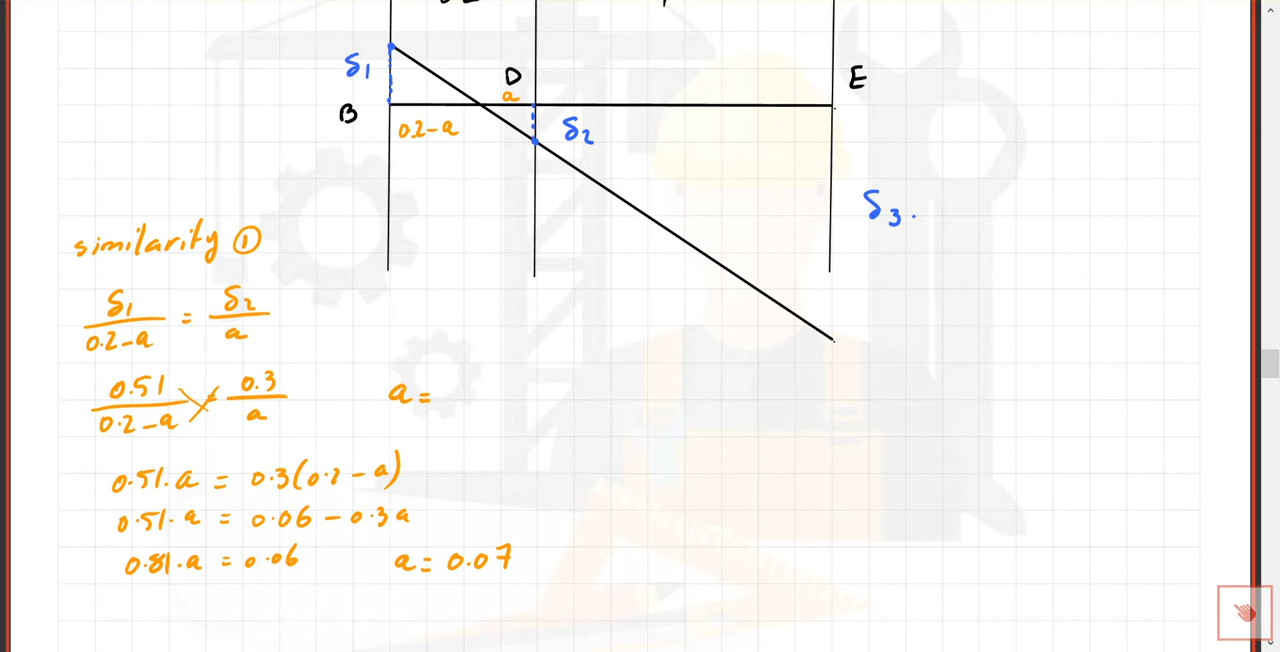 δ1
D
E
a
B
0.2-a
δ2
δ3.
similarity ①
δ1/0.2-a = δ2/a
0.51/0.2-a = 0.3/a
a =
0.51.a = 0.3(0.2-a)
0.51.a = 0.06 - 0.3a
0.81.a = 0.06
a = 0.07